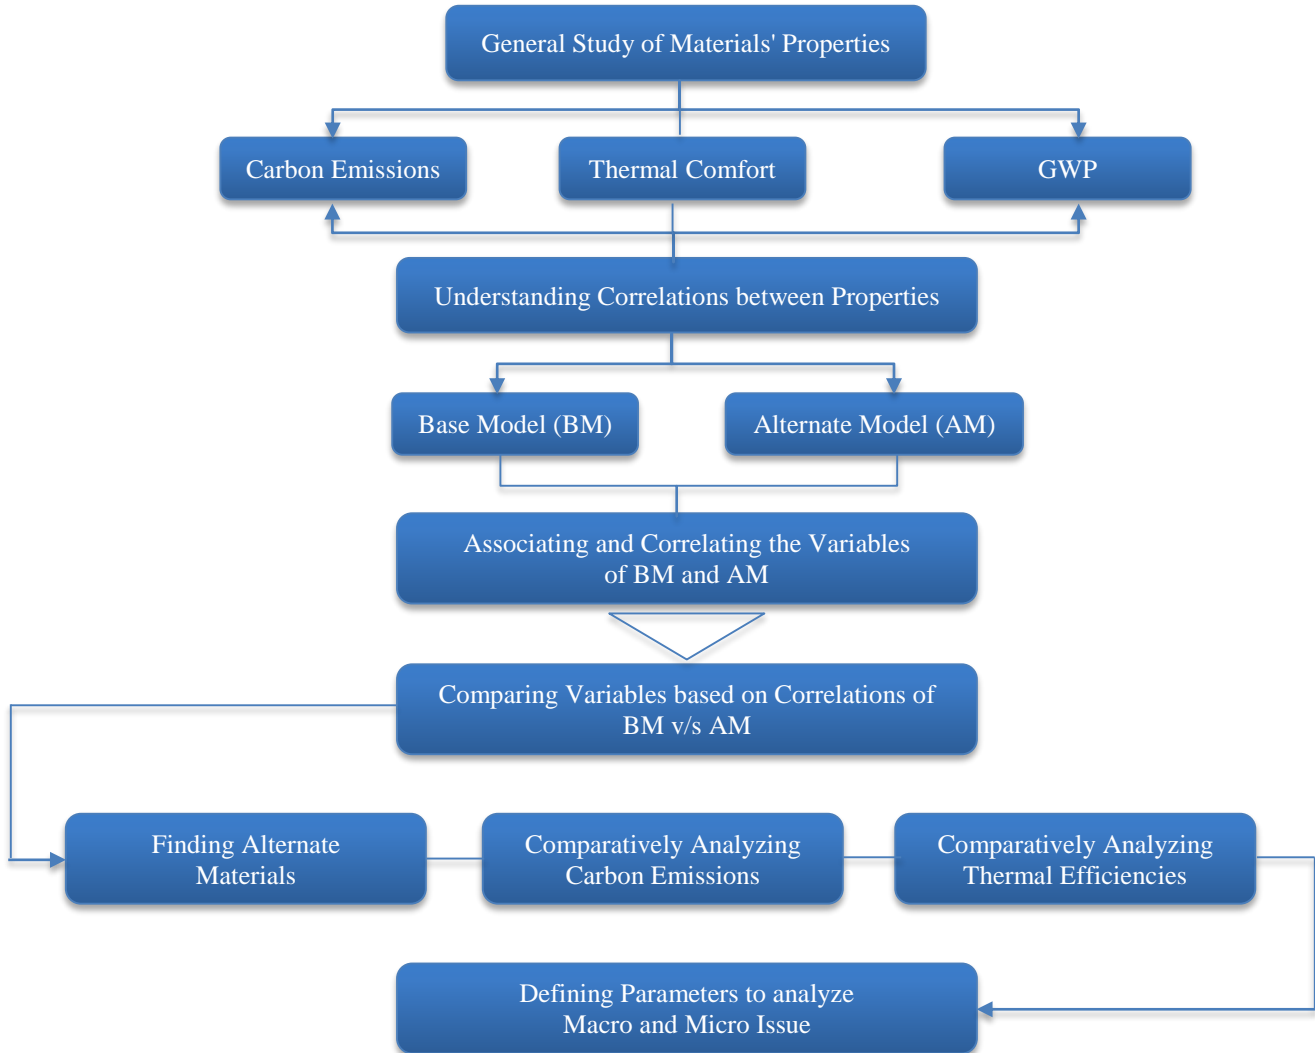 General Study of Materials' Properties
Carbon Emissions
Thermal Comfort
GWP
Understanding Correlations between Properties
Base Model (BM)
Alternate Model (AM)
Associating and Correlating the Variables
of BM and AM
Comparing Variables based on Correlations of
BM v/s AM
Finding Alternate
Materials
Comparatively Analyzing
Carbon Emissions
Comparatively Analyzing
Thermal Efficiencies
Defining Parameters to analyze
Macro and Micro Issue